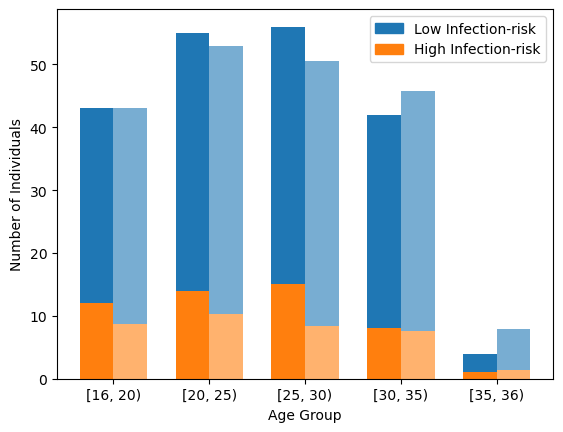 Low Infection-risk
High Infection-risk
Number of Individuals
50
40
30
20
10
0
[16, 20) [20, 25) [25, 30) [30, 35) [35, 36)
Age Group